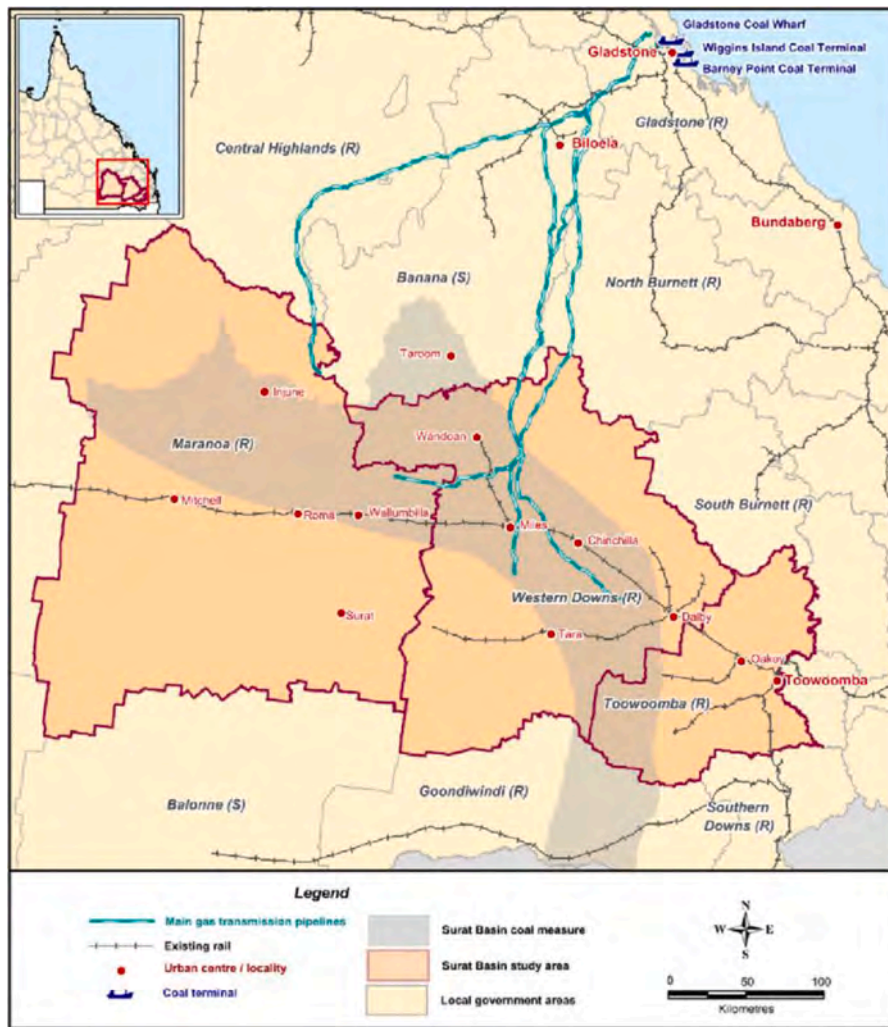 Gladstone Coal Wharf
Gladstone
Wiggins Island Coal Terminal
Barney Point Coal Terminal
Gladstone (R)
Central Highlands (R)
Biloela
Bundaberg
Banana (S)
North Burnett (R)
Taroom
Injune
Wandoan
Maranoa (R)
Mitchell
Roma
Wallumbilla
Miles
South Burnett (R)
Chinchilla
Western Downs (R)
Surat
Tara
Dalby
Oakey
Toowoomba
Toowoomba (R)
Balonne (S)
Goondiwindi (R)
Southern
Downs (R)
Legend
Main gas transmission pipelines
Existing rail
Urban centre / locality
Coal terminal
Surat Basin coal measure
Surat Basin study area
Local government areas
N
W E
S
0 50 100
Kilometres